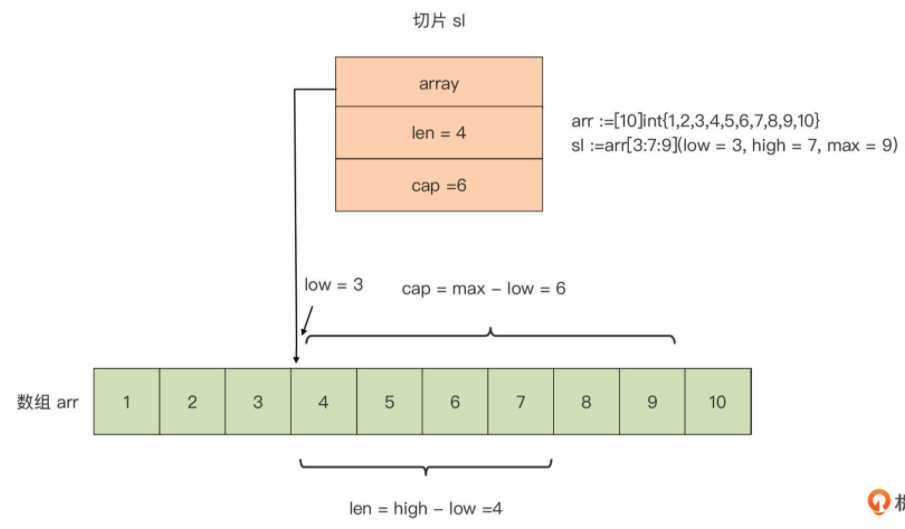 切片 sl
array
len = 4
cap =6
arr :=[10]int{1,2,3,4,5,6,7,8,9,10}
sl :=arr[3:7:9](low = 3, high = 7, max = 9)
low = 3
cap = max – low = 6
数组 arr
1 2 3 4 5 6 7 8 9 10
len = high – low =4